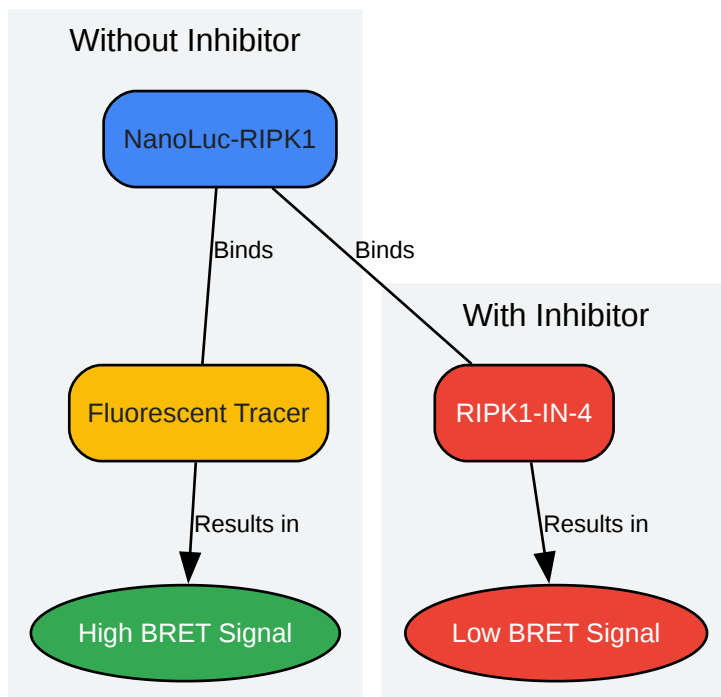 Without Inhibitor
NanoLuc-RIPK1
Binds
Binds
With Inhibitor
Fluorescent Tracer
RIPK1-IN-4
Results in
Results in
High BRET Signal
Low BRET Signal